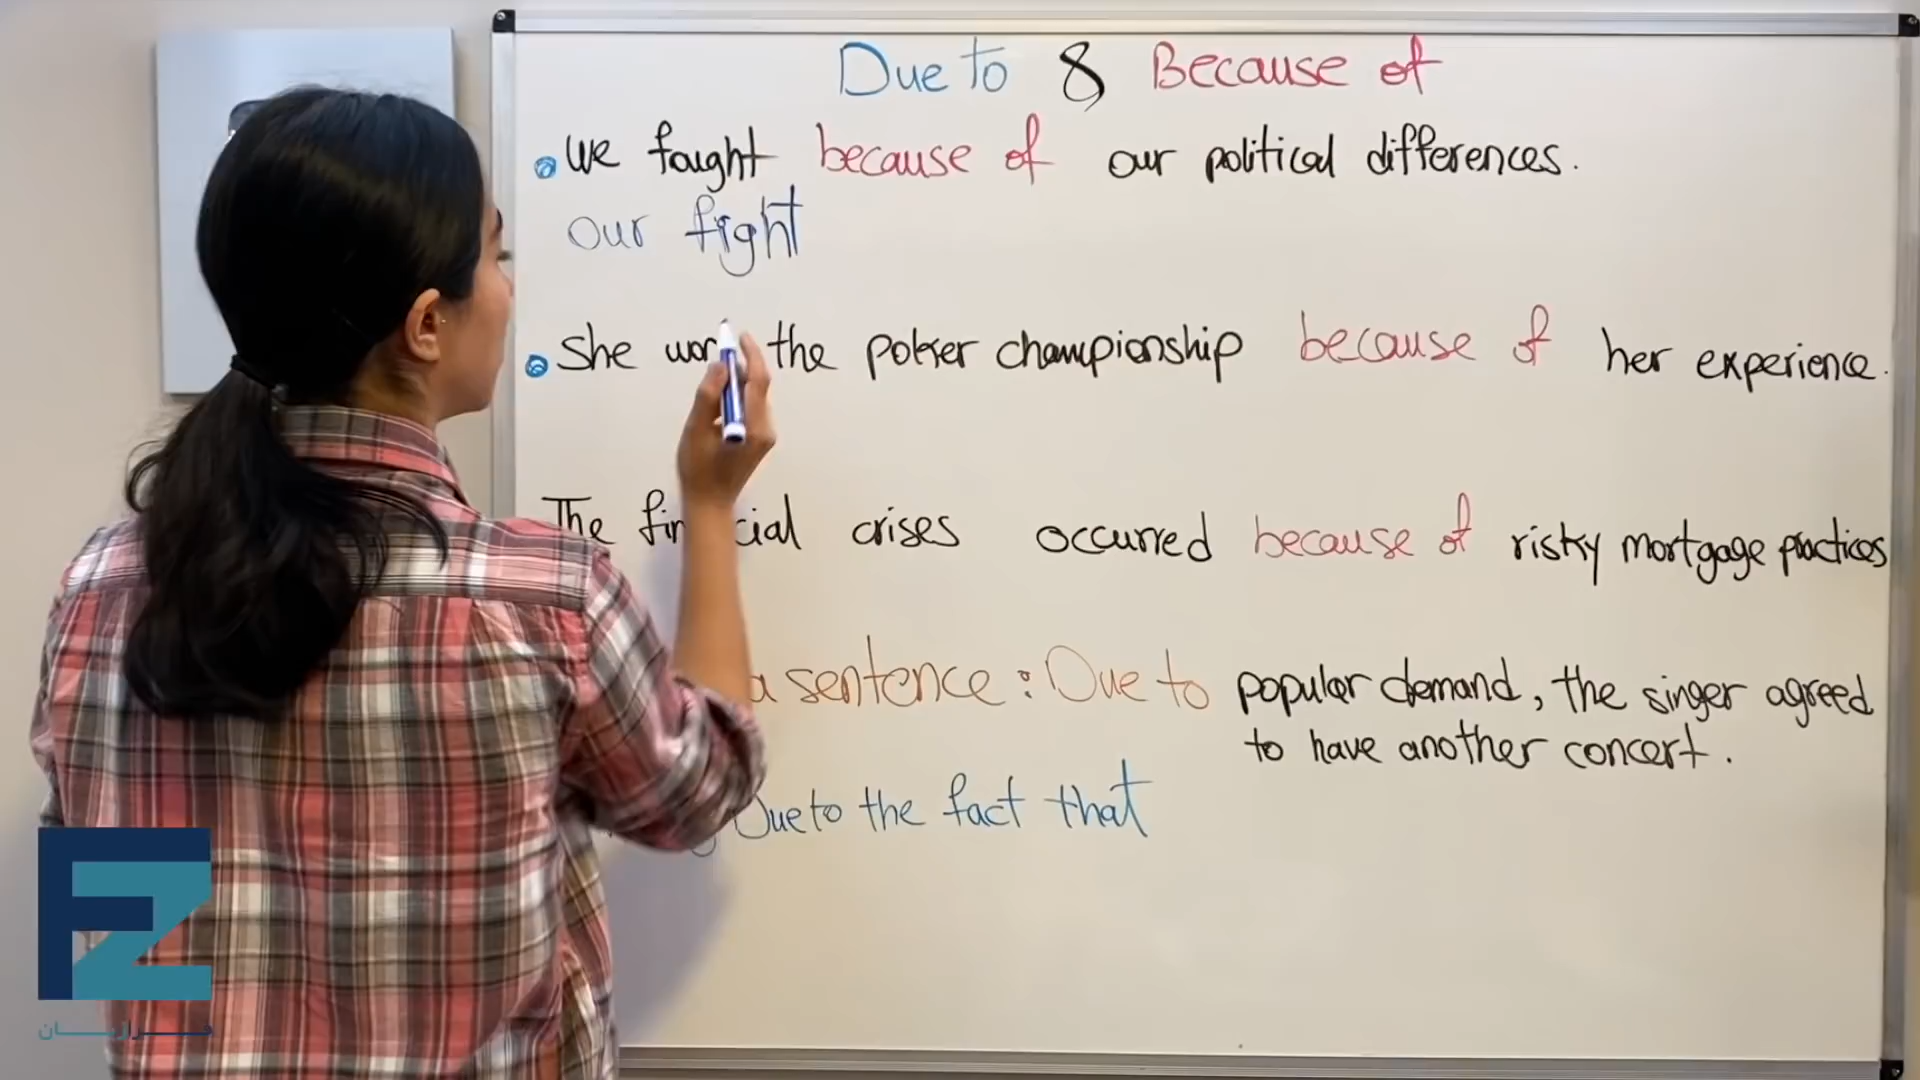 Due to & Because of
We fought because of our political differences.
our fight
She won the poker championship because of her experience.
The financial crises occurred because of risky mortgage practices
a sentence: Due to popular demand, the singer agreed
to have another concert.
Due to the fact that
FZ
فرازبان